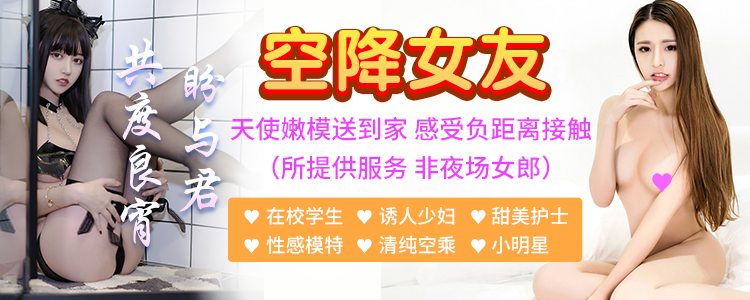 盼与君
共度良宵
空降女友
天使嫩模送到家 感受负距离接触
（所提供服务 非夜场女郎）
♥ 在校学生 ♥ 诱人少妇 ♥ 甜美护士
♥ 性感模特 ♥ 清纯空乘 ♥ 小明星